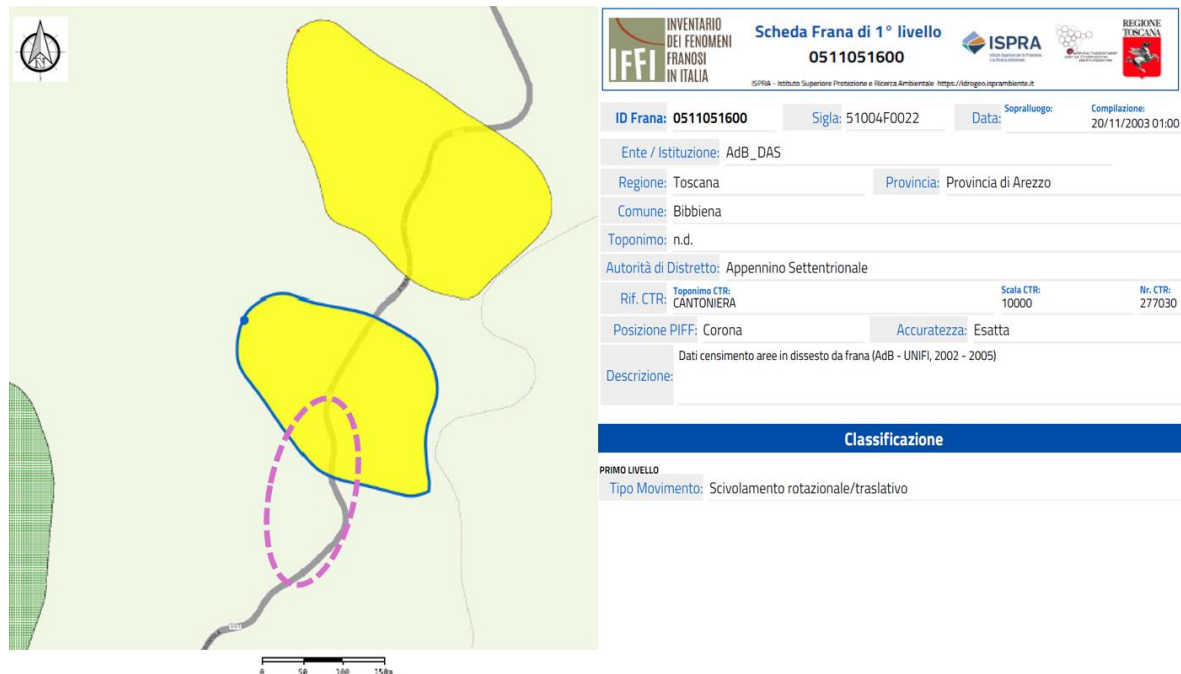 N
IFFI
INVENTARIO
DEI FENOMENI
FRANOSI
IN ITALIA
Scheda Frana di 1° livello
0511051600
ISPRA
REGIONE
TOSCANA
ISPRA - Istituto Superiore Protezione e Ricerca Ambientale https://idrogeo.isprambiente.it
ID Frana: 0511051600 Sigla: 51004F0022 Data: Sopralluogo: Compilazione:
20/11/2003 01:00
Ente / Istituzione: AdB_DAS
Regione: Toscana Provincia: Provincia di Arezzo
Comune: Bibbiena
Toponimo: n.d.
Autorità di Distretto: Appennino Settentrionale
Rif. CTR: Toponimo CTR: Scala CTR: Nr. CTR:
CANTONIERA 10000 277030
Posizione PIFF: Corona Accuratezza: Esatta
Descrizione: Dati censimento aree in dissesto da frana (AdB - UNIFI, 2002 - 2005)
Classificazione
PRIMO LIVELLO
Tipo Movimento: Scivolamento rotazionale/traslativo
0 50 100 150m